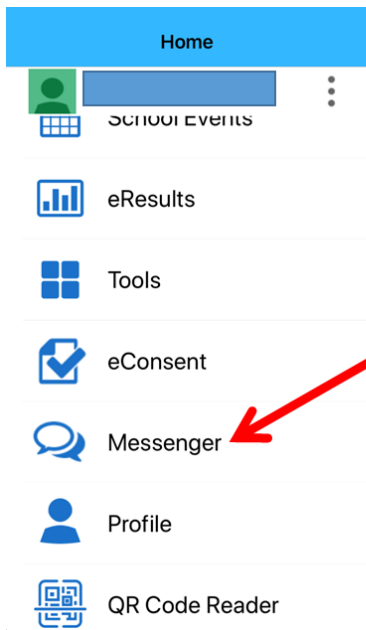 Home
School Events
eResults
Tools
eConsent
Messenger
Profile
QR Code Reader